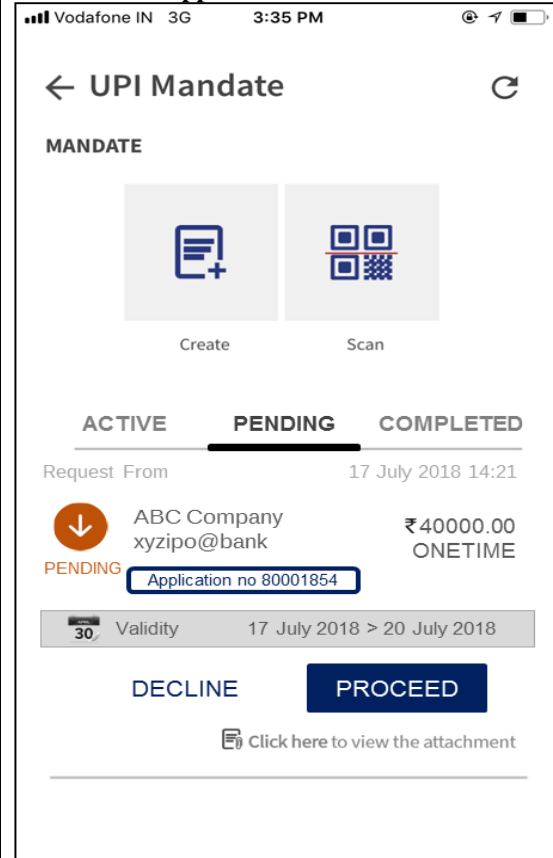 Vodafone IN 3G 3:35 PM
UPI Mandate
MANDATE
Create Scan
ACTIVE PENDING COMPLETED
Request From 17 July 2018 14:21
ABC Company ₹40000.00
xyzipo@bank ONETIME
PENDING
Application no 80001854
30 Validity 17 July 2018 > 20 July 2018
DECLINE PROCEED
Click here to view the attachment